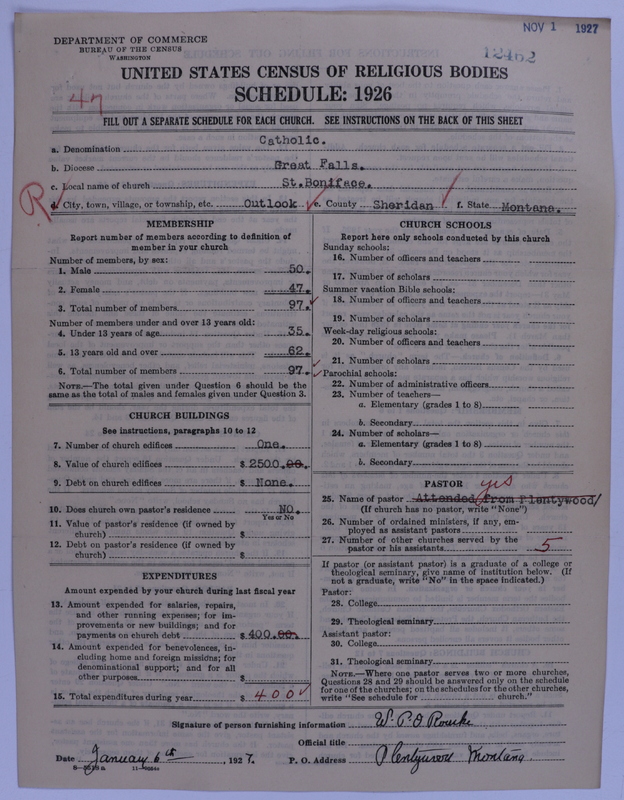 NOV 1 1927
12462
DEPARTMENT OF COMMERCE
BUREAU OF THE CENSUS
WASHINGTON
UNITED STATES CENSUS OF RELIGIOUS BODIES
SCHEDULE: 1926
47
FILL OUT A SEPARATE SCHEDULE FOR EACH CHURCH. SEE INSTRUCTIONS ON THE BACK OF THIS SHEET
a. Denomination Catholic.
b. Diocese Great Falls.
c. Local name of church St.Boniface.
R
d. City, town, village, or township, etc. Outlook e. County Sheridan f. State Montana.
MEMBERSHIP
Report number of members according to definition of
member in your church
Number of members, by sex:
1. Male 50.
2. Female 47.
3. Total number of members 97.
Number of members under and over 13 years old:
4. Under 13 years of age 35.
5. 13 years old and over 62.
6. Total number of members 97.
NOTE.—The total given under Question 6 should be the
same as the total of males and females given under Question 3.
CHURCH BUILDINGS
See instructions, paragraphs 10 to 12
7. Number of church edifices One.
8. Value of church edifices $ 2500.00.
9. Debt on church edifices $ None.
10. Does church own pastor's residence NO.
Yes or No
11. Value of pastor's residence (if owned by
church) $
12. Debt on pastor's residence (if owned by
church) $
EXPENDITURES
Amount expended by your church during last fiscal year
13. Amount expended for salaries, repairs,
and other running expenses; for im-
provements or new buildings; and for
payments on church debt $ 400.00.
14. Amount expended for benevolences, in-
cluding home and foreign missions; for
denominational support; and for all
other purposes $
15. Total expenditures during year $ 400
CHURCH SCHOOLS
Report here only schools conducted by this church
Sunday schools:
16. Number of officers and teachers
17. Number of scholars
Summer vacation Bible schools:
18. Number of officers and teachers
19. Number of scholars
Week-day religious schools:
20. Number of officers and teachers
21. Number of scholars
Parochial schools:
22. Number of administrative officers
23. Number of teachers—
a. Elementary (grades 1 to 8)
b. Secondary
24. Number of scholars—
a. Elementary (grades 1 to 8)
b. Secondary
PASTOR yes
25. Name of pastor Attended from Plentywood
(If church has no pastor, write "None")
26. Number of ordained ministers, if any, em-
ployed as assistant pastors
27. Number of other churches served by the
pastor or his assistants 5
If pastor (or assistant pastor) is a graduate of a college or
theological seminary, give name of institution below. (If
not a graduate, write "No" in the space indicated.)
Pastor:
28. College
29. Theological seminary
Assistant pastor:
30. College
31. Theological seminary
NOTE.—Where one pastor serves two or more churches,
Questions 28 and 29 should be answered only on the schedule
for one of the churches; on the schedules for the other churches,
write "See schedule for church."
Signature of person furnishing information W. P. O'Rourke
Official title
Date January 6th, 1927. P. O. Address Plentywood Montana.